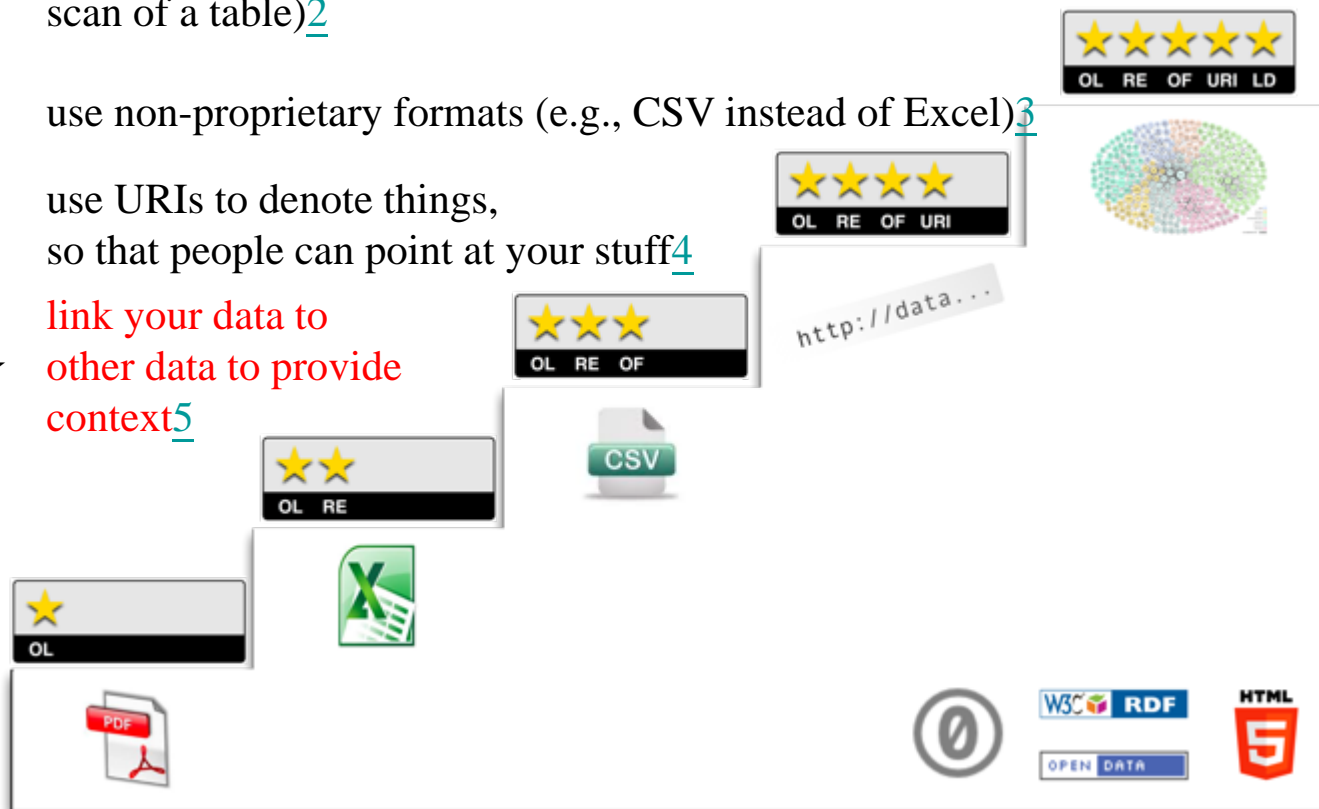 scan of a table)2
OL RE OF URI LD
use non-proprietary formats (e.g., CSV instead of Excel)3
OL RE OF URI
use URIs to denote things,
so that people can point at your stuff4
http://data...
link your data to
other data to provide
context5
OL RE OF
CSV
OL RE
X
OL
PDF
0
W3C RDF
OPEN DATA
HTML
5